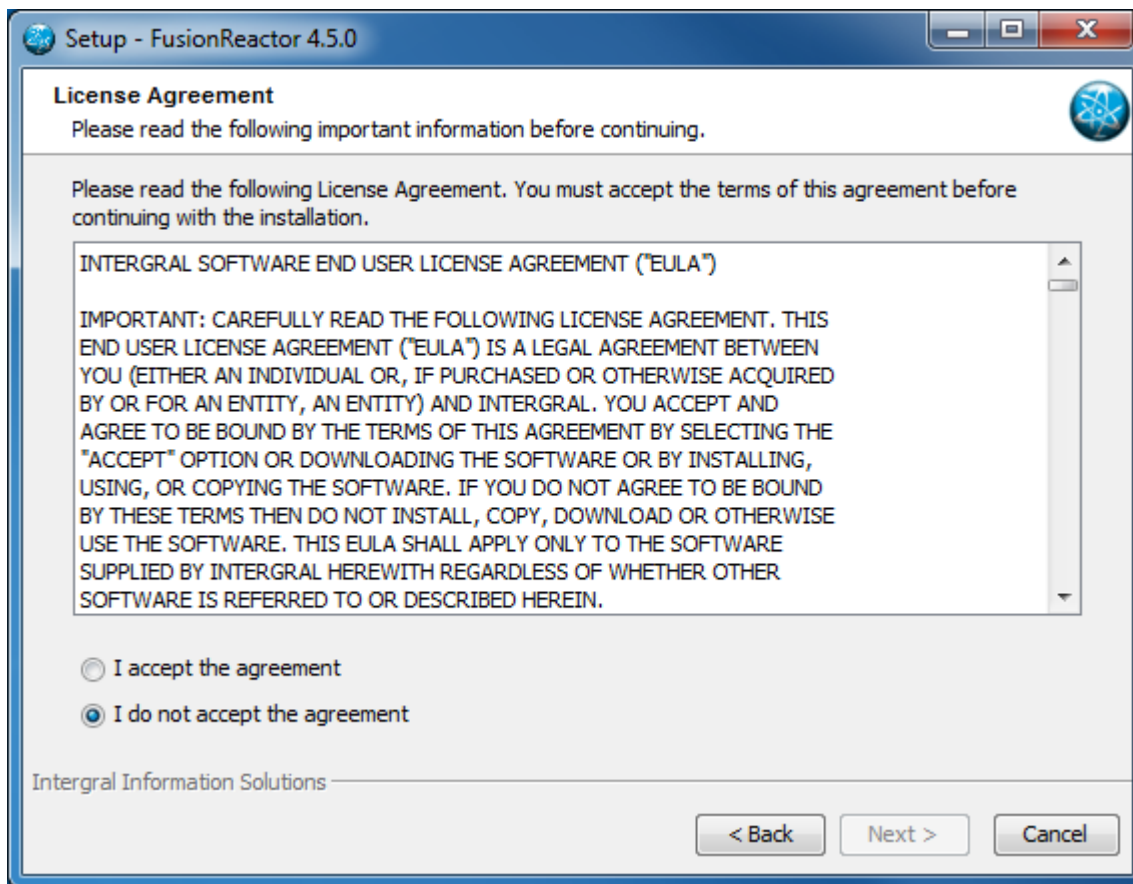 Setup - FusionReactor 4.5.0
License Agreement
Please read the following important information before continuing.
Please read the following License Agreement. You must accept the terms of this agreement before
continuing with the installation.
INTERGRAL SOFTWARE END USER LICENSE AGREEMENT ("EULA")
IMPORTANT: CAREFULLY READ THE FOLLOWING LICENSE AGREEMENT. THIS
END USER LICENSE AGREEMENT ("EULA") IS A LEGAL AGREEMENT BETWEEN
YOU (EITHER AN INDIVIDUAL OR, IF PURCHASED OR OTHERWISE ACQUIRED
BY OR FOR AN ENTITY, AN ENTITY) AND INTERGRAL. YOU ACCEPT AND
AGREE TO BE BOUND BY THE TERMS OF THIS AGREEMENT BY SELECTING THE
"ACCEPT" OPTION OR DOWNLOADING THE SOFTWARE OR BY INSTALLING,
USING, OR COPYING THE SOFTWARE. IF YOU DO NOT AGREE TO BE BOUND
BY THESE TERMS THEN DO NOT INSTALL, COPY, DOWNLOAD OR OTHERWISE
USE THE SOFTWARE. THIS EULA SHALL APPLY ONLY TO THE SOFTWARE
SUPPLIED BY INTERGRAL HEREWITH REGARDLESS OF WHETHER OTHER
SOFTWARE IS REFERRED TO OR DESCRIBED HEREIN.
I accept the agreement
I do not accept the agreement
Intergral Information Solutions
< Back Next > Cancel